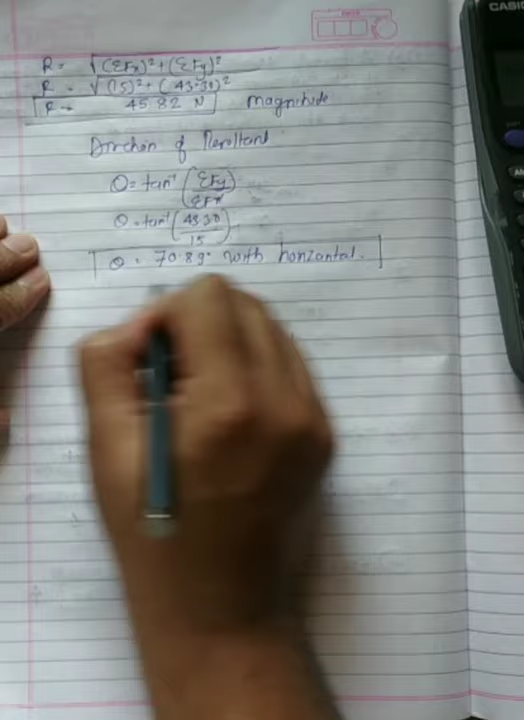 R = √(ΣFx)²+(ΣFy)²
R = √(15)²+(43.30)²
R = 45.82 N magnitude
Direction of Resultant
θ = tan⁻¹ (ΣFy/ΣFx)
θ = tan⁻¹ (43.30/15)
θ = 70.89° with horizontal.
CASIO